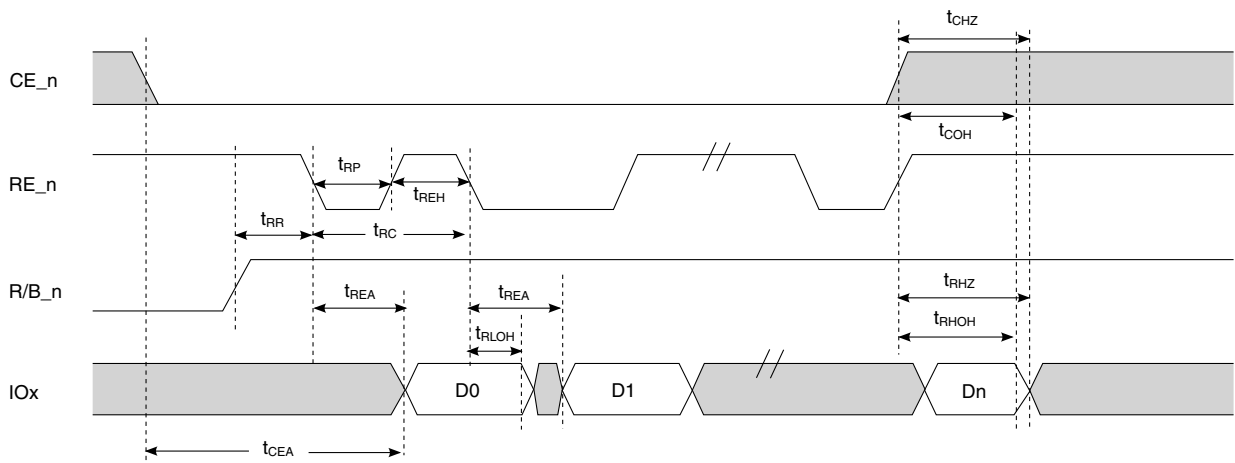 tCHZ
CE_n
tCOH
RE_n
tRP
tREH
tRR
tRC
R/B_n
tREA
tREA
tRHZ
tRLOH
tRHOH
IOx
D0
D1
Dn
tCEA